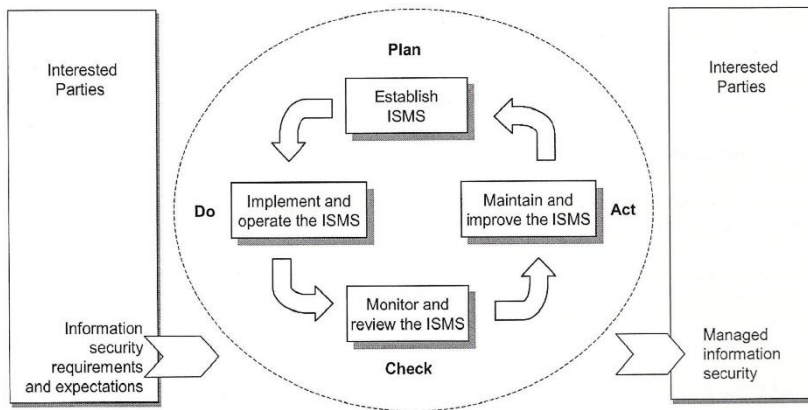 Interested
Parties
Information
security
requirements
and expectations
Plan
Establish
ISMS
Do
Implement and
operate the ISMS
Maintain and
improve the ISMS
Act
Monitor and
review the ISMS
Check
Interested
Parties
Managed
information
security